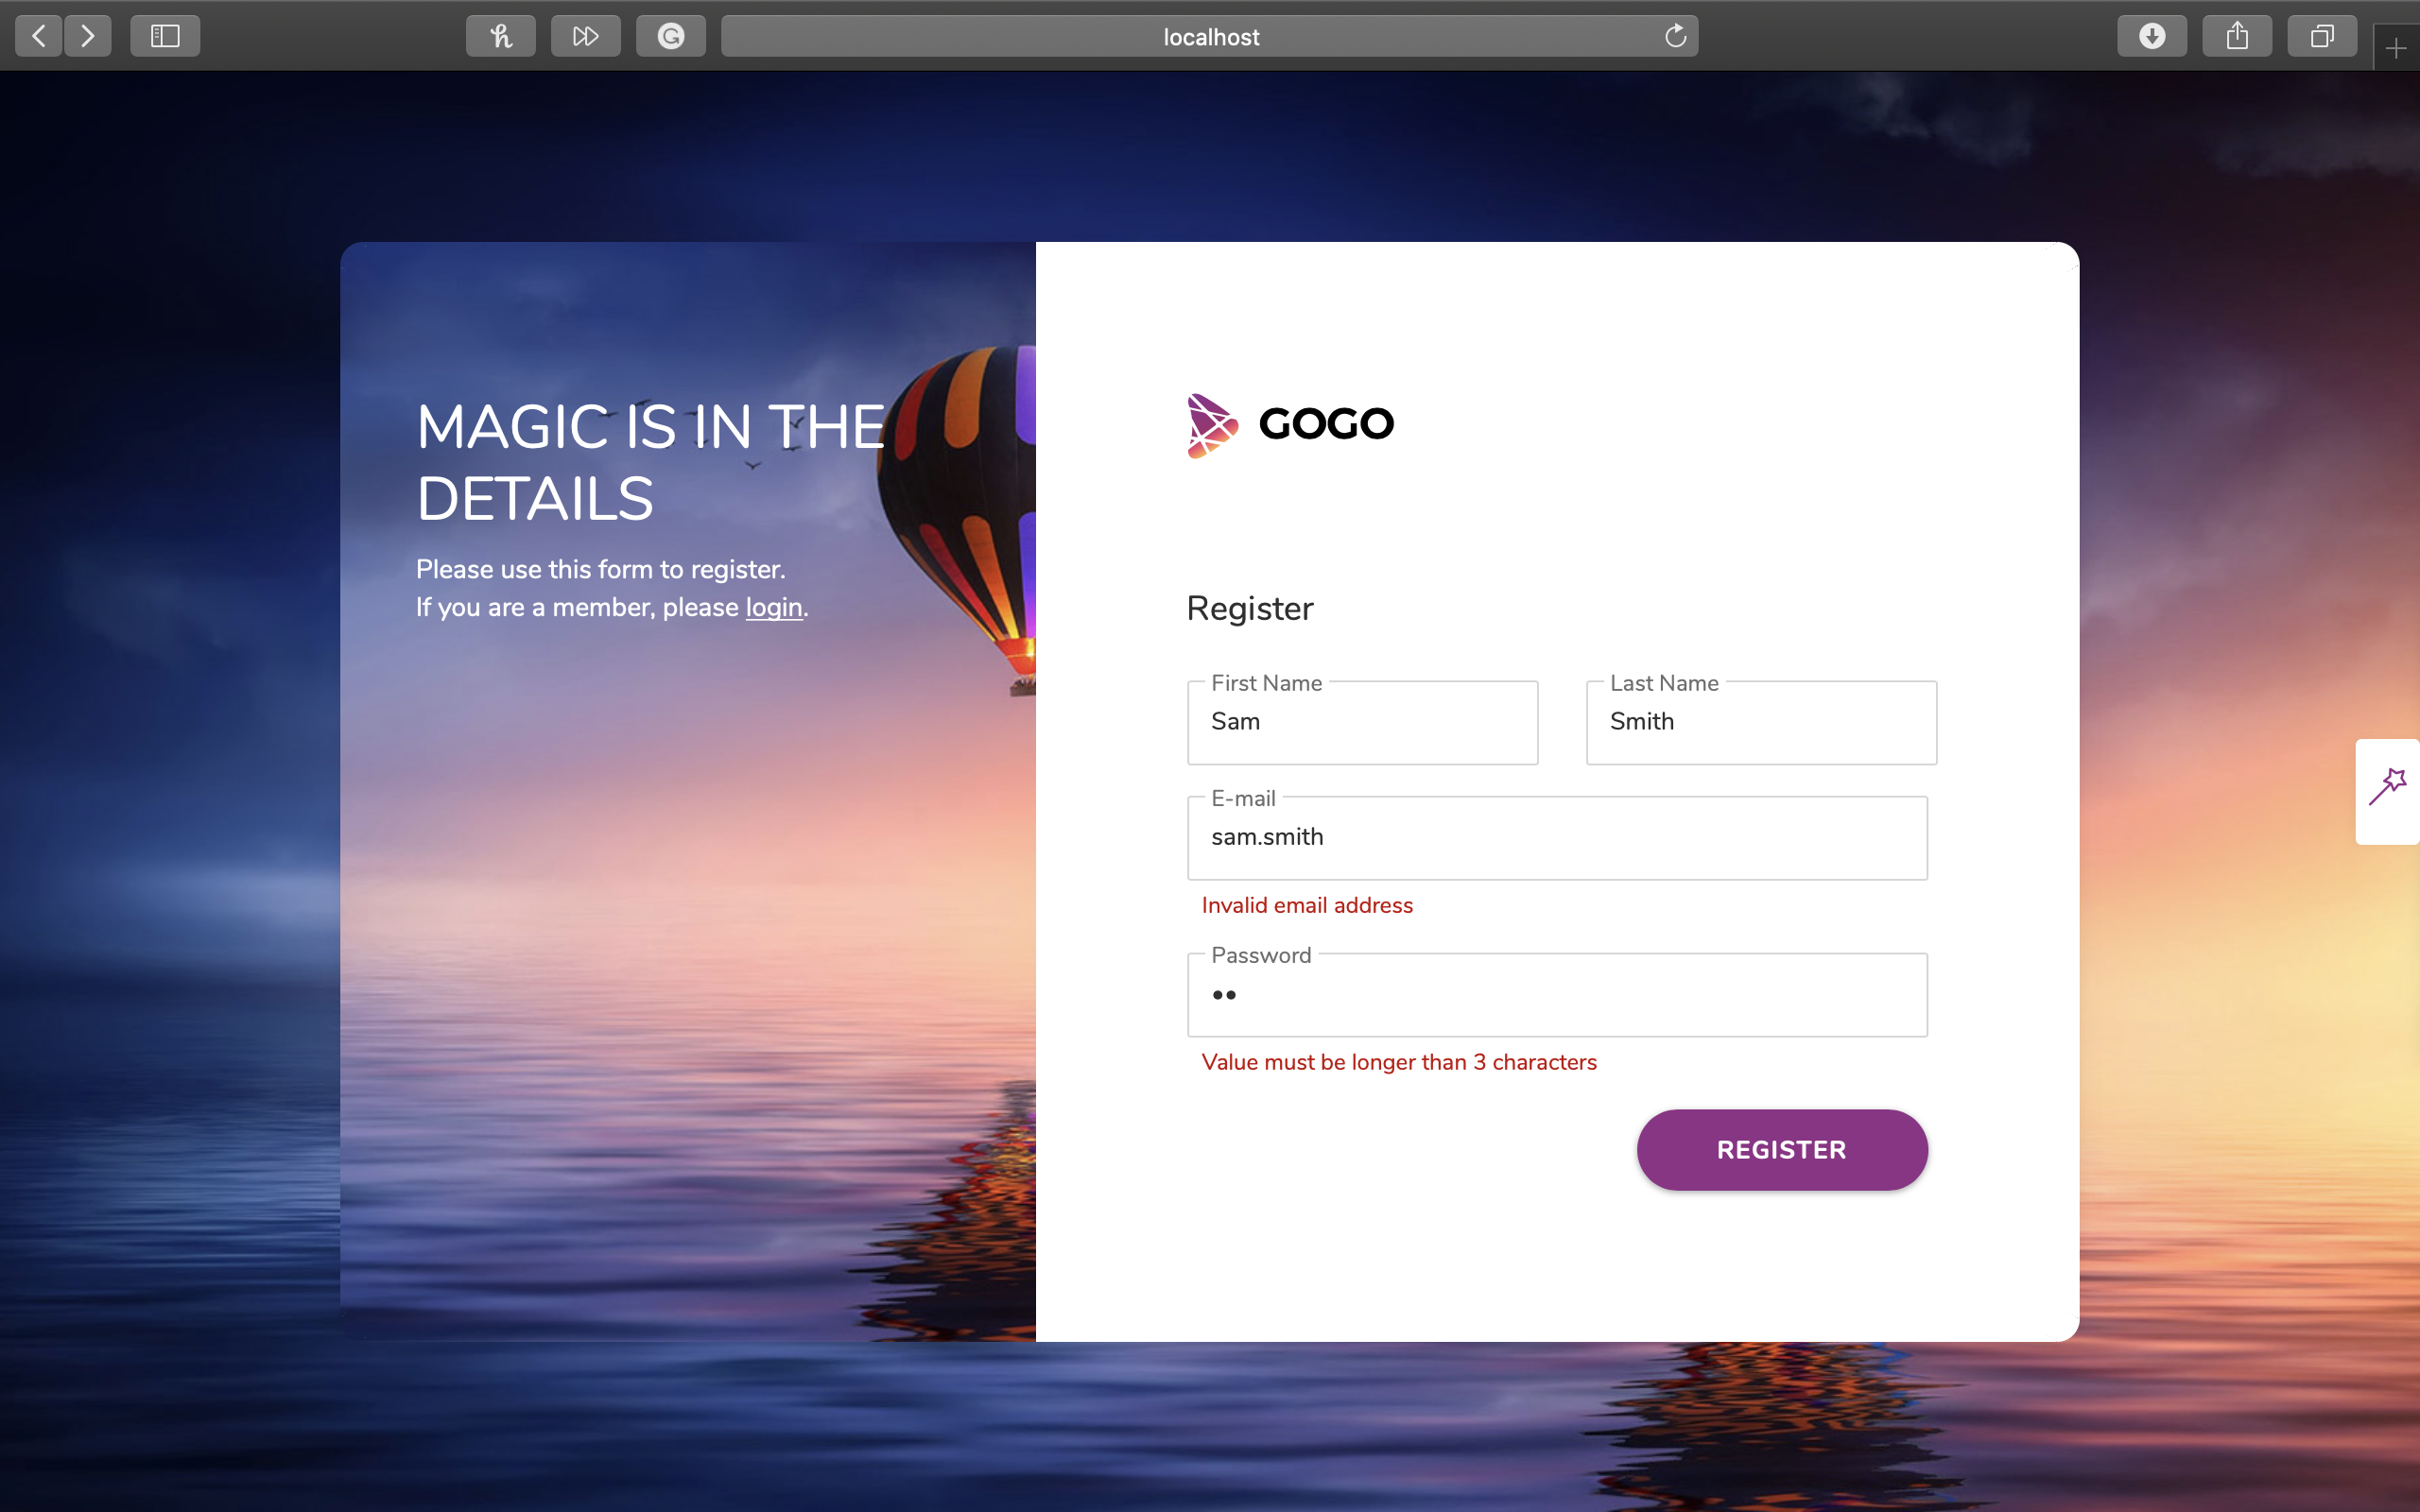 localhost
MAGIC IS IN THE
DETAILS
Please use this form to register.
If you are a member, please login.
GOGO
Register
First Name
Sam
Last Name
Smith
E-mail
sam.smith
Invalid email address
Password
••
Value must be longer than 3 characters
REGISTER